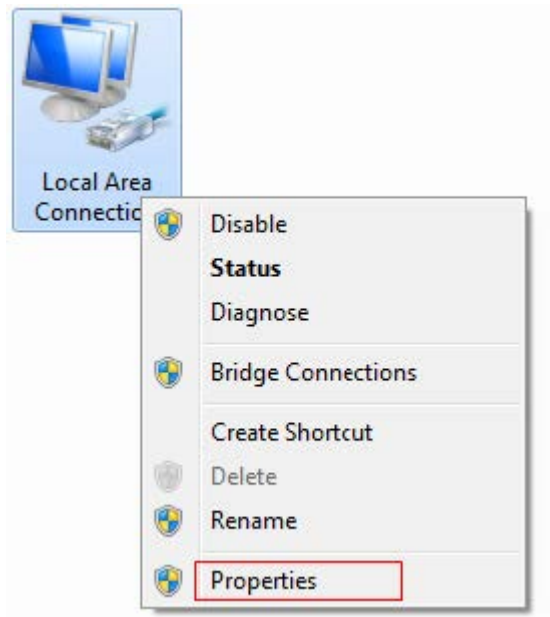 Local Area
Connectio
Disable
Status
Diagnose
Bridge Connections
Create Shortcut
Delete
Rename
Properties